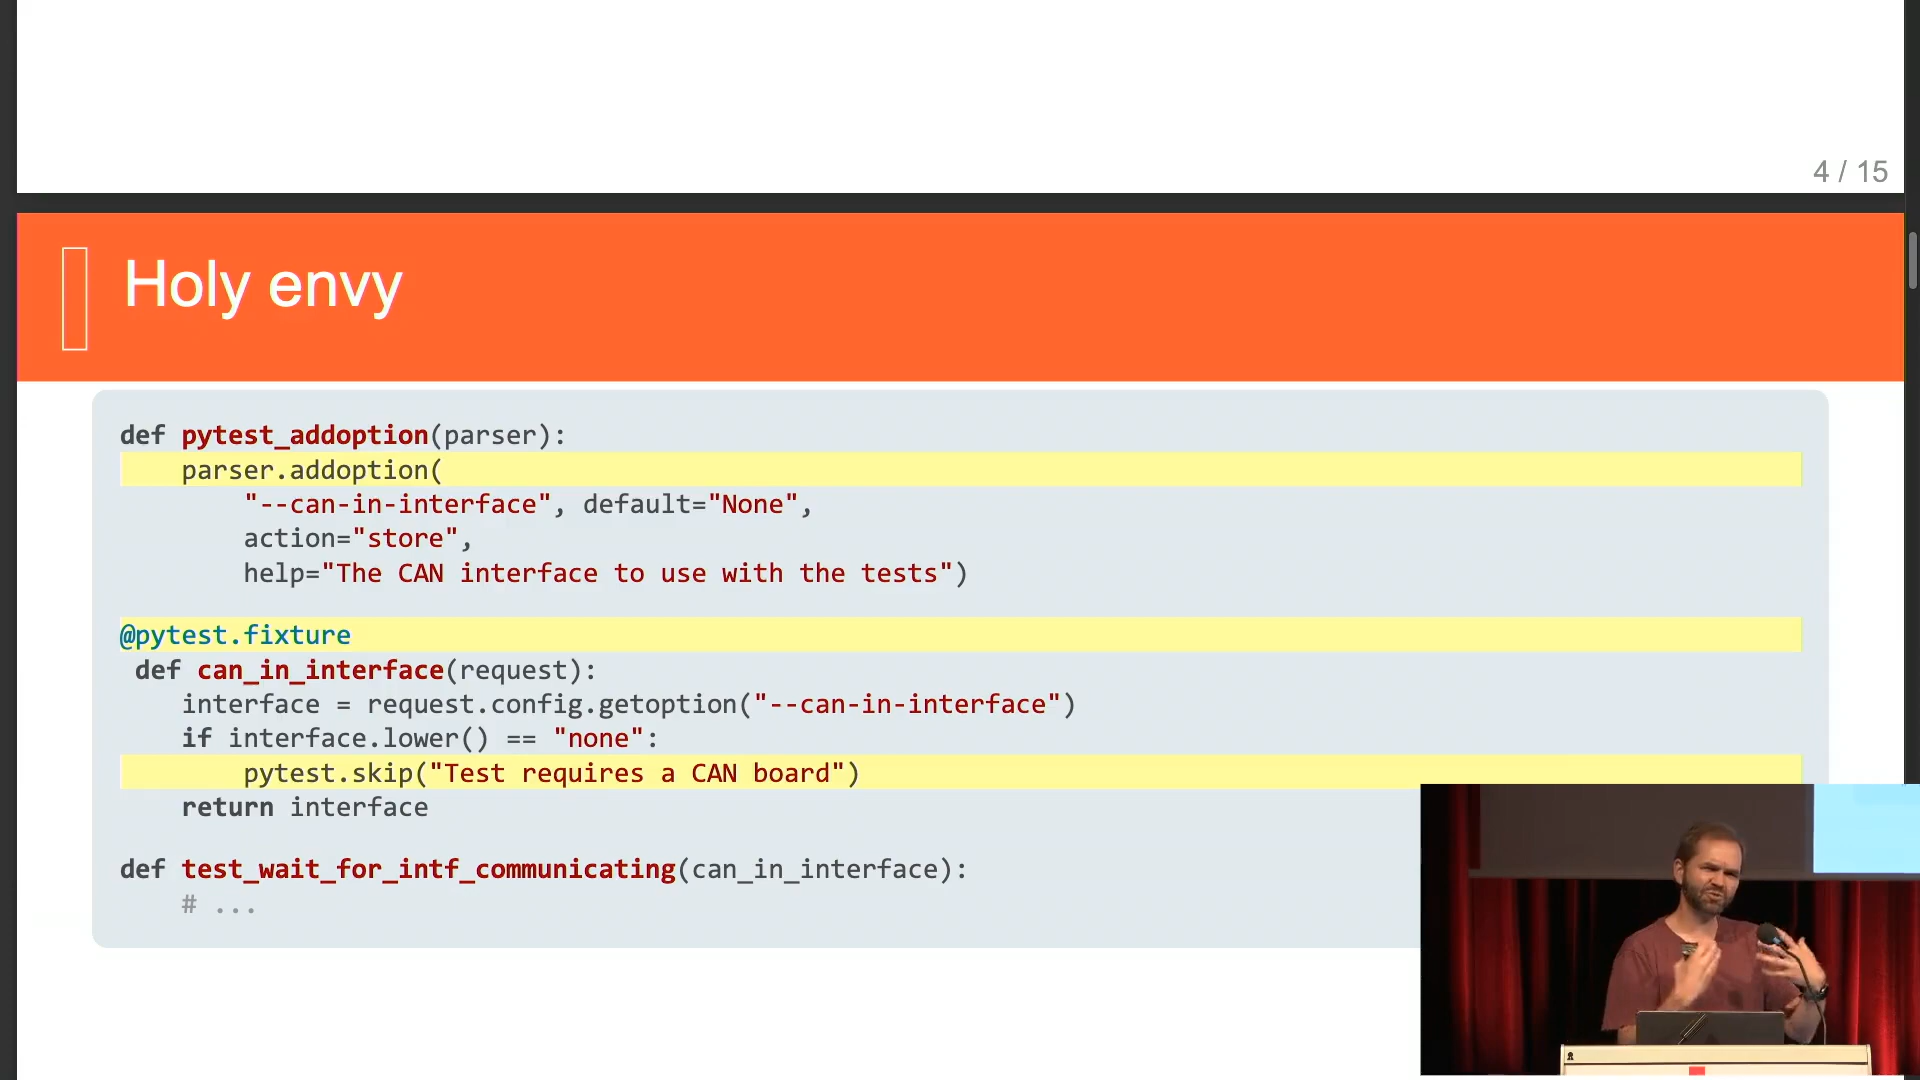 4 / 15
Holy envy
def pytest_addoption(parser):
    parser.addoption(
        "--can-in-interface", default="None",
        action="store",
        help="The CAN interface to use with the tests")
@pytest.fixture
 def can_in_interface(request):
    interface = request.config.getoption("--can-in-interface")
    if interface.lower() == "none":
        pytest.skip("Test requires a CAN board")
    return interface
def test_wait_for_intf_communicating(can_in_interface):
    # ...